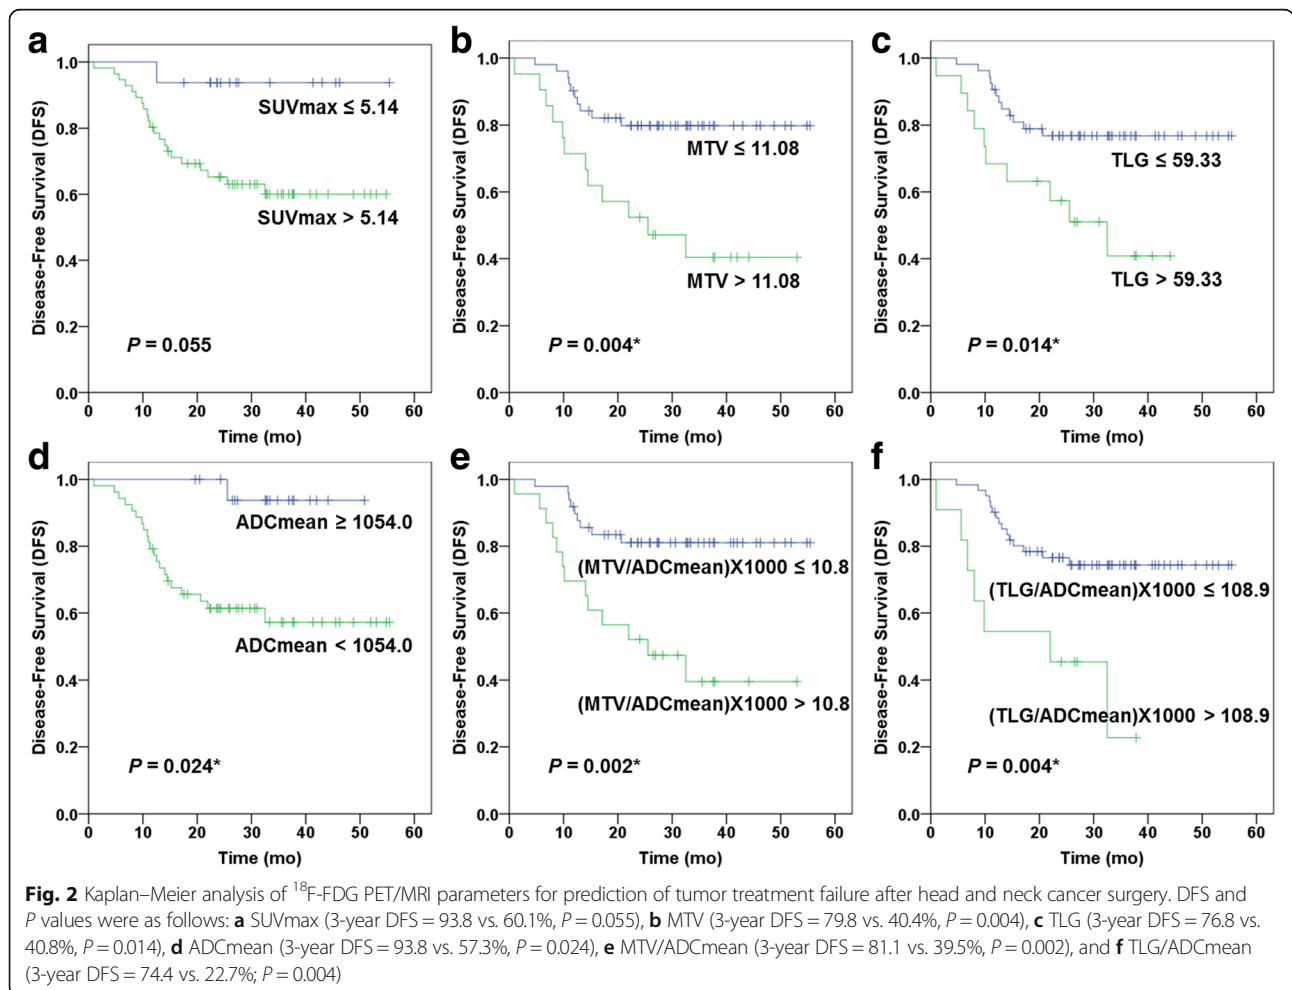 a
1.0
0.8
0.6
0.4
0.2
0.0
Disease-Free Survival (DFS)
SUVmax ≤ 5.14
SUVmax > 5.14
P = 0.055
0 10 20 30 40 50 60
Time (mo)
b
1.0
0.8
0.6
0.4
0.2
0.0
Disease-Free Survival (DFS)
MTV ≤ 11.08
MTV > 11.08
P = 0.004*
0 10 20 30 40 50 60
Time (mo)
c
1.0
0.8
0.6
0.4
0.2
0.0
Disease-Free Survival (DFS)
TLG ≤ 59.33
TLG > 59.33
P = 0.014*
0 10 20 30 40 50 60
Time (mo)
d
1.0
0.8
0.6
0.4
0.2
0.0
Disease-Free Survival (DFS)
ADCmean ≥ 1054.0
ADCmean < 1054.0
P = 0.024*
0 10 20 30 40 50 60
Time (mo)
e
1.0
0.8
0.6
0.4
0.2
0.0
Disease-Free Survival (DFS)
(MTV/ADCmean)X1000 ≤ 10.8
(MTV/ADCmean)X1000 > 10.8
P = 0.002*
0 10 20 30 40 50 60
Time (mo)
f
1.0
0.8
0.6
0.4
0.2
0.0
Disease-Free Survival (DFS)
(TLG/ADCmean)X1000 ≤ 108.9
(TLG/ADCmean)X1000 > 108.9
P = 0.004*
0 10 20 30 40 50 60
Time (mo)
Fig. 2 Kaplan–Meier analysis of ¹⁸F-FDG PET/MRI parameters for prediction of tumor treatment failure after head and neck cancer surgery. DFS and
P values were as follows: a SUVmax (3-year DFS = 93.8 vs. 60.1%, P = 0.055), b MTV (3-year DFS = 79.8 vs. 40.4%, P = 0.004), c TLG (3-year DFS = 76.8 vs.
40.8%, P = 0.014), d ADCmean (3-year DFS = 93.8 vs. 57.3%, P = 0.024), e MTV/ADCmean (3-year DFS = 81.1 vs. 39.5%, P = 0.002), and f TLG/ADCmean
(3-year DFS = 74.4 vs. 22.7%; P = 0.004)